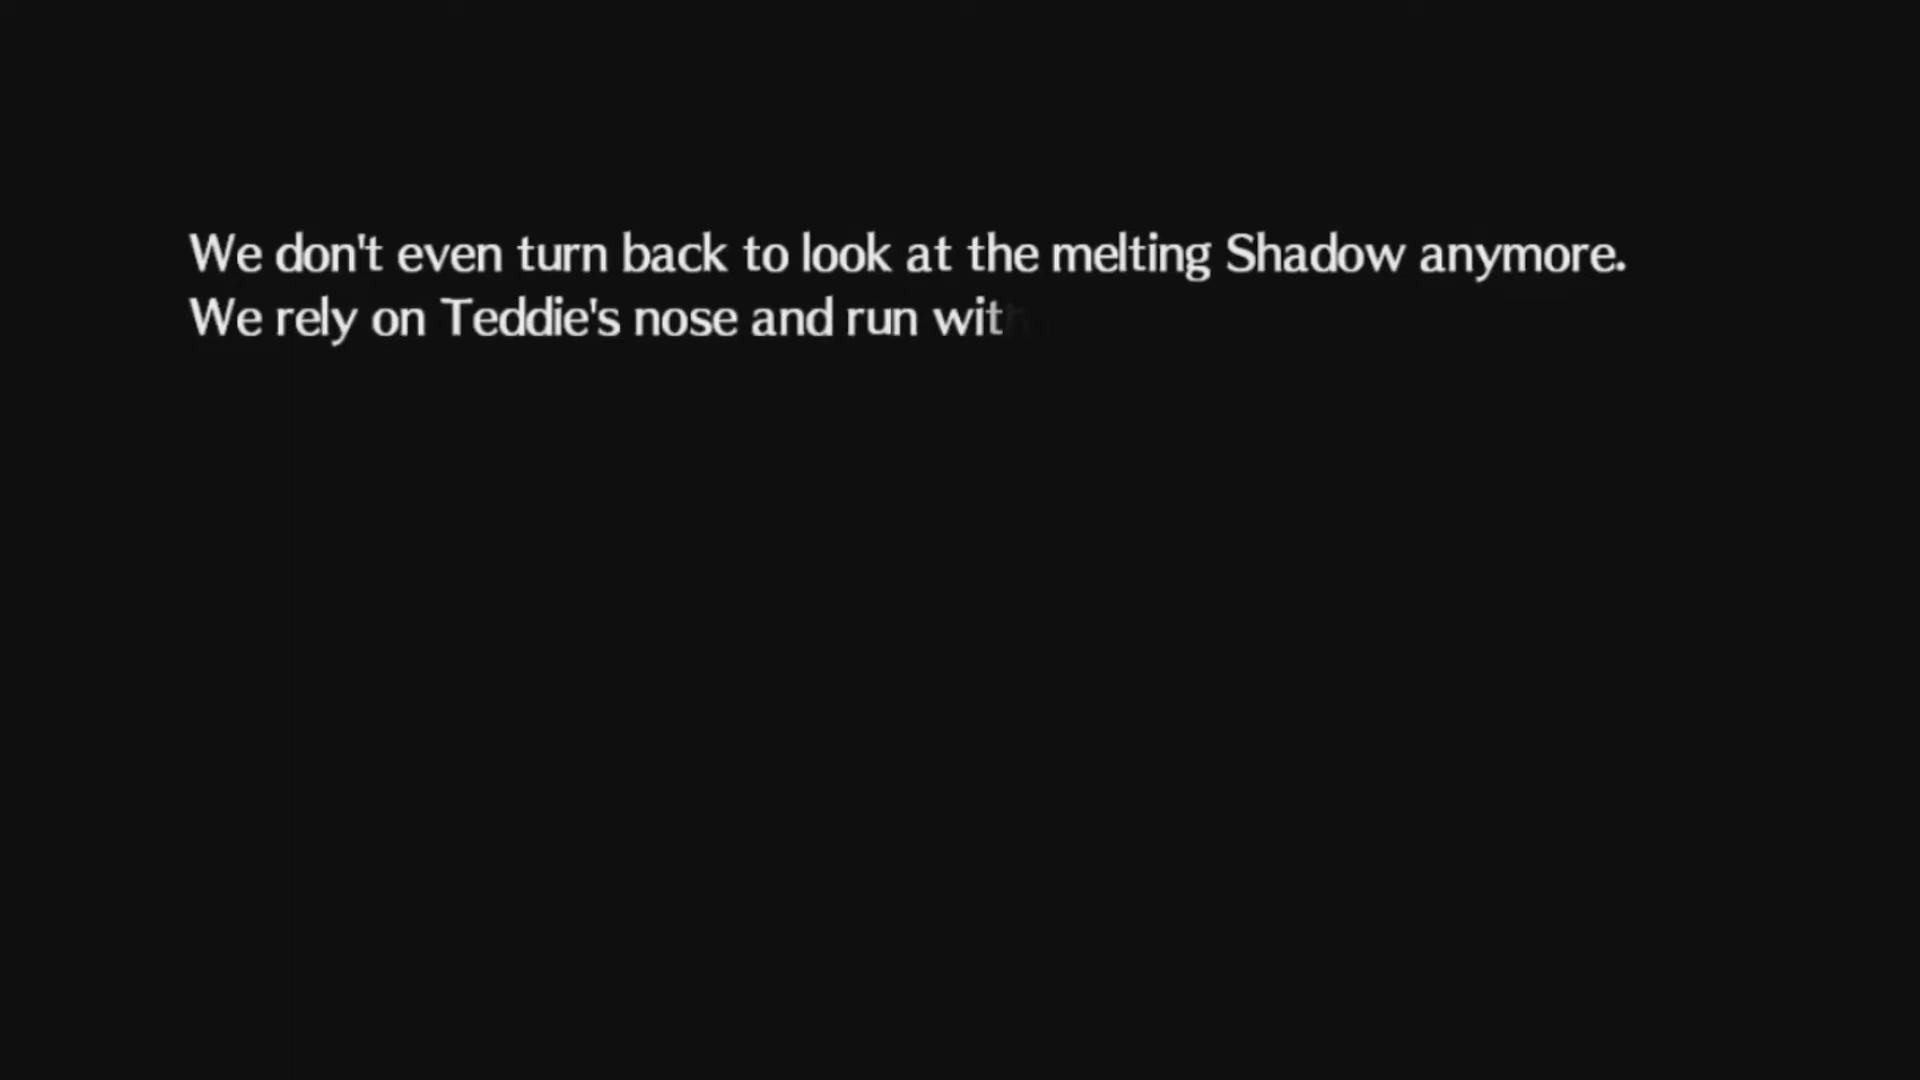 We don't even turn back to look at the melting Shadow anymore.
We rely on Teddie's nose and run wit